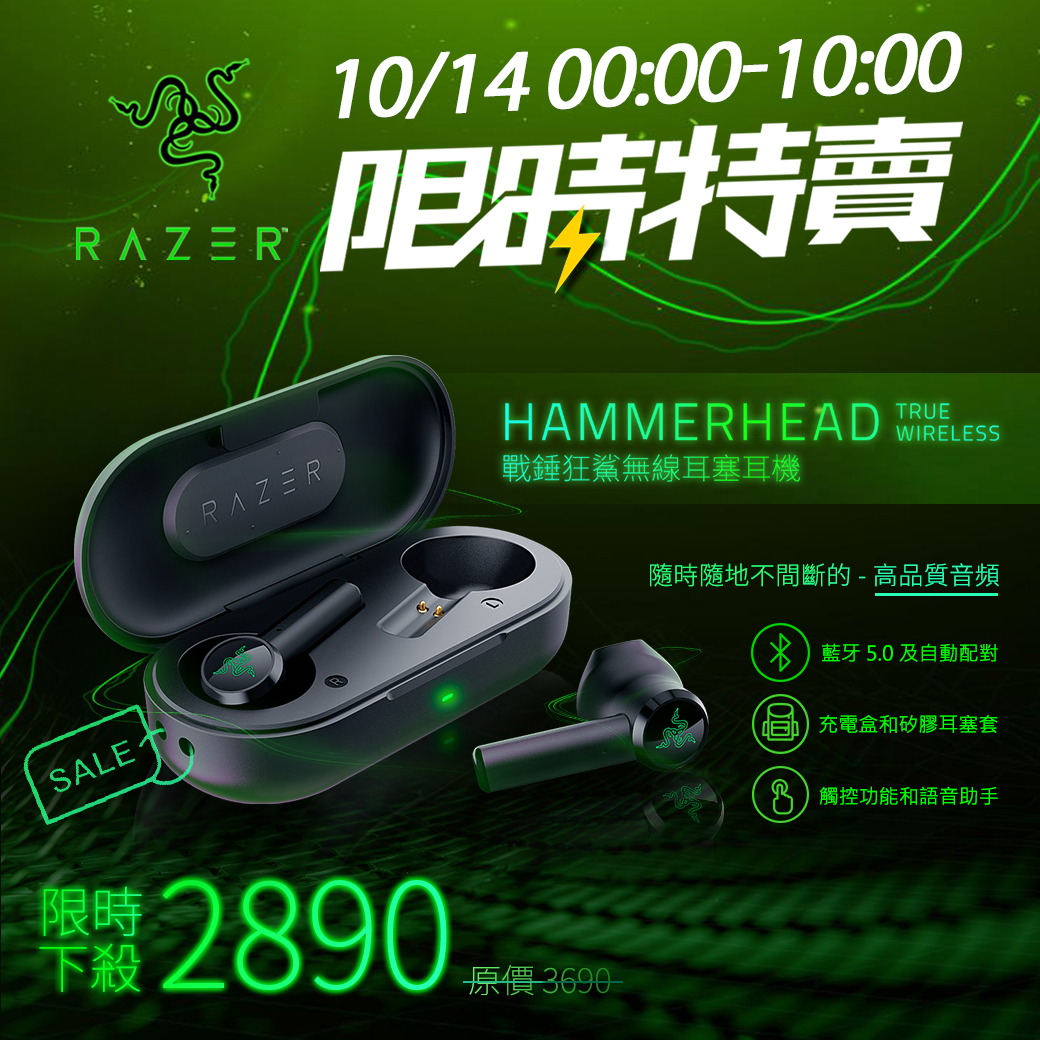 10/14 00:00-10:00
限時特賣
RAZER™
HAMMERHEAD TRUE WIRELESS
戰錘狂鯊無線耳塞耳機
RAZER
隨時隨地不間斷的 - 高品質音頻
藍牙 5.0 及自動配對
充電盒和矽膠耳塞套
觸控功能和語音助手
L
R
SALE
限時
下殺
2890
原價 3690